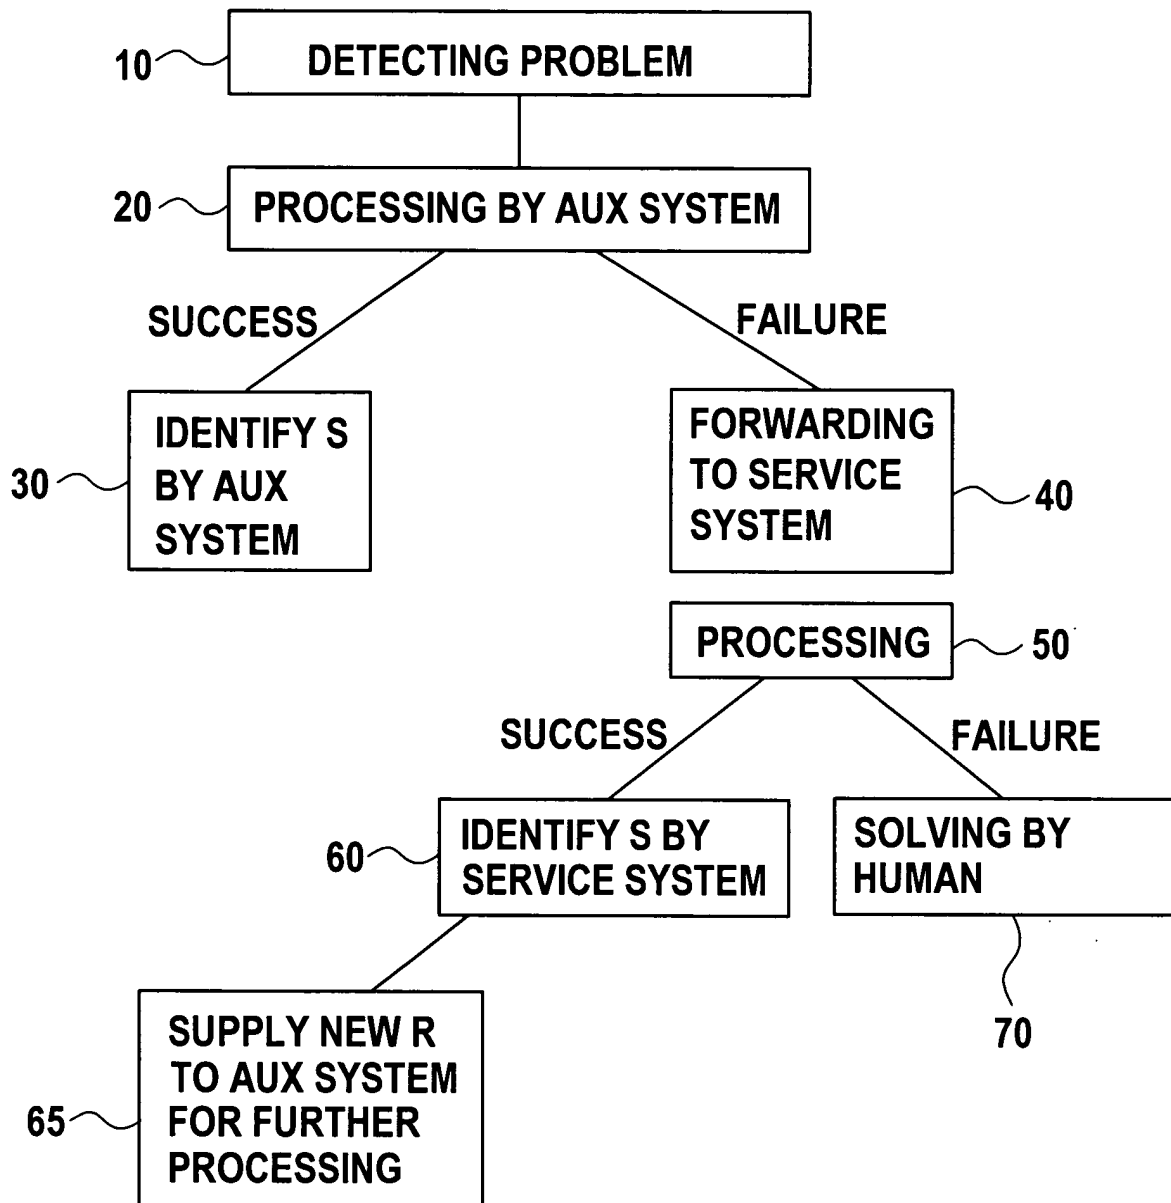 10
DETECTING PROBLEM
20
PROCESSING BY AUX SYSTEM
SUCCESS
FAILURE
30
IDENTIFY S
BY AUX
SYSTEM
FORWARDING
TO SERVICE
SYSTEM
40
PROCESSING
50
SUCCESS
FAILURE
60
IDENTIFY S BY
SERVICE SYSTEM
SOLVING BY
HUMAN
70
65
SUPPLY NEW R
TO AUX SYSTEM
FOR FURTHER
PROCESSING